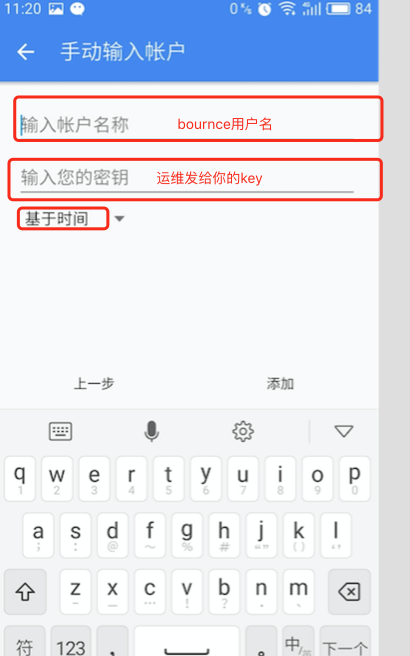 11:20
0 K/s 4G 84
手动输入帐户
输入帐户名称 bournce用户名
输入您的密钥 运维发给你的key
基于时间
上一步 添加
q w e r t y u i o p
1 2 3 4 5 6 7 8 9 0
a s d f g h j k l
; : @ ~ % # “” () ‘’
z x c v b n m
– _ … ! ? 、
符 123 , 。 中/英 下一个